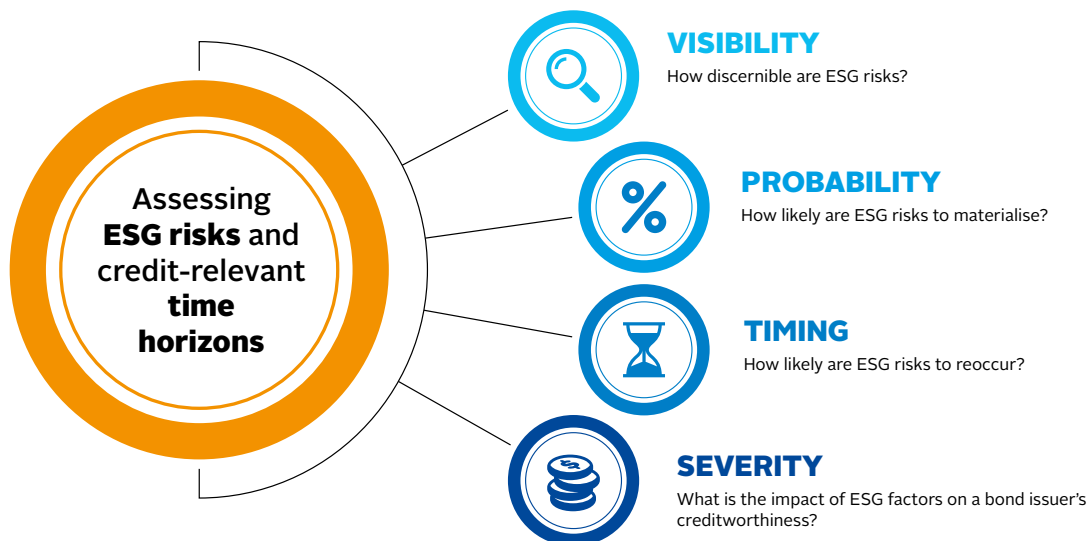 Assessing
ESG risks and
credit-relevant
time
horizons
VISIBILITY
How discernible are ESG risks?
PROBABILITY
How likely are ESG risks to materialise?
TIMING
How likely are ESG risks to reoccur?
SEVERITY
What is the impact of ESG factors on a bond issuer's
creditworthiness?